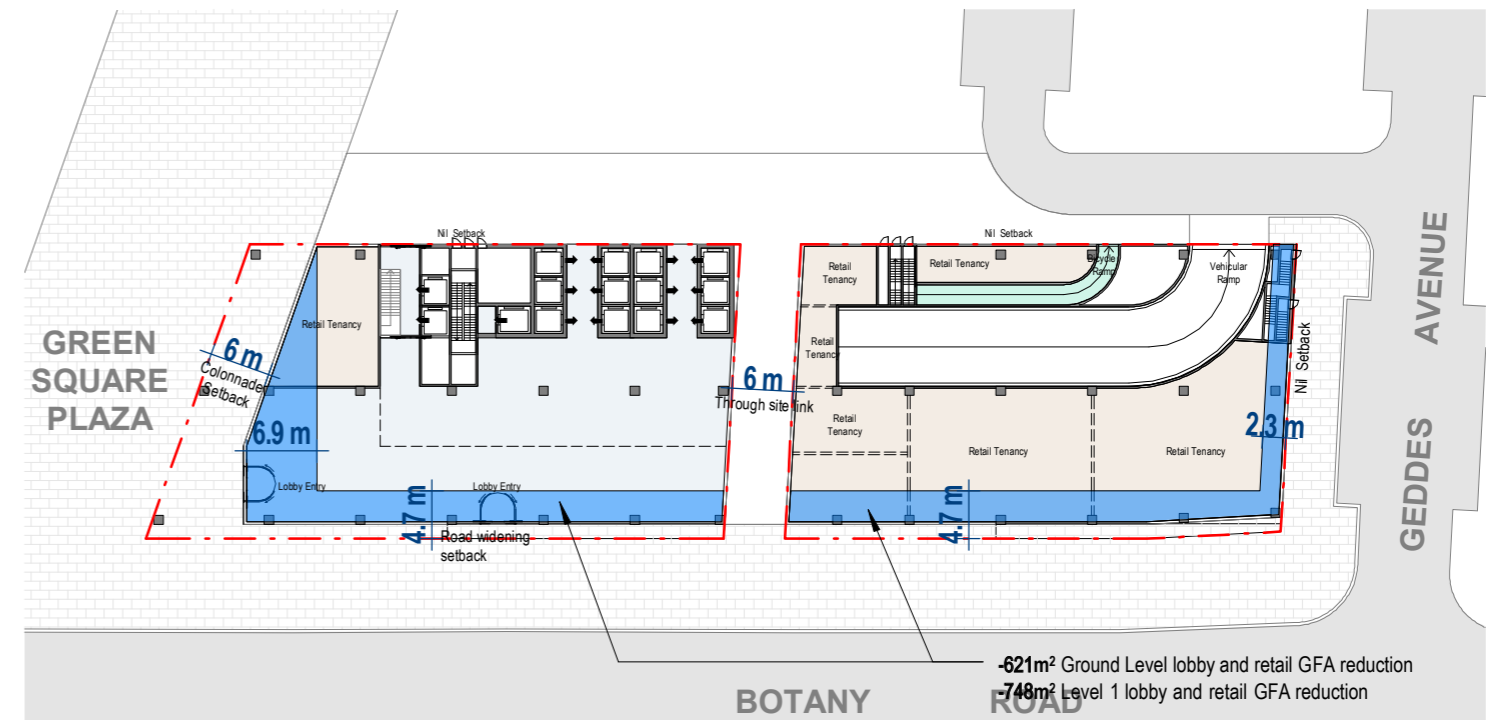 Nil Setback
Nil Setback
Retail
Tenancy
Retail Tenancy
Bicycle
Ramp
Vehicular
Ramp
AVENUE
GEDDES
GREEN
SQUARE
PLAZA
6 m
Colonnade
Setback
Retail Tenancy
Retail
Tenancy
Nil Setback
6 m
Through site link
6.9 m
Retail
Tenancy
Retail Tenancy
Retail Tenancy
2.3 m
Lobby Entry
Lobby Entry
4.7 m
Road widening
setback
4.7 m
-621m² Ground Level lobby and retail GFA reduction
-748m² Level 1 lobby and retail GFA reduction
BOTANY ROAD